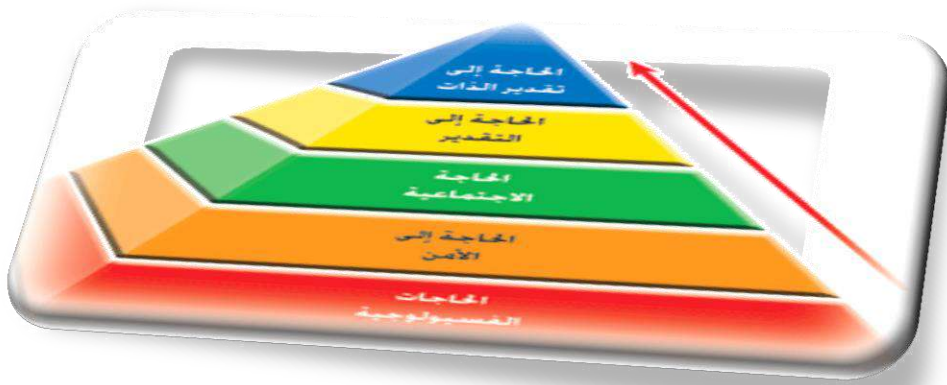 الحاجة إلى
تقدير الذات
الحاجة إلى
التقدير
الحاجة
الاجتماعية
الحاجة إلى
الأمن
الحاجات
الفسيولوجية